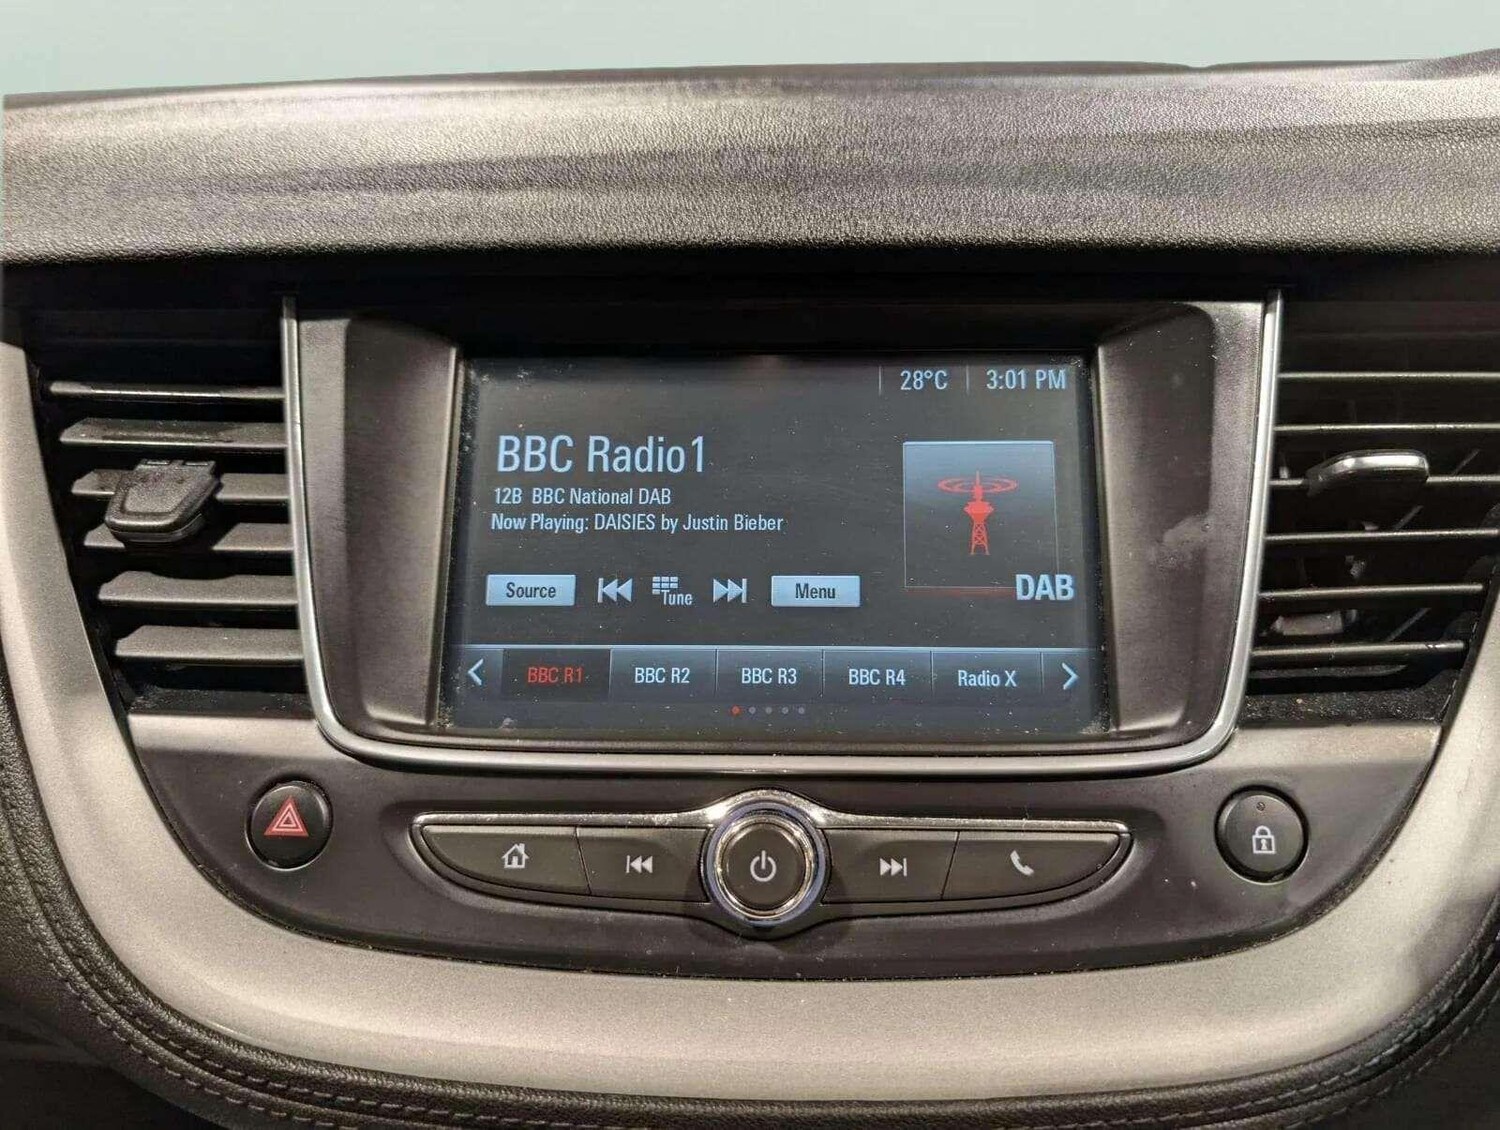 28°C 3:01 PM
BBC Radio1
12B BBC National DAB
Now Playing: DAISIES by Justin Bieber
Source Tune Menu
DAB
BBC R1 BBC R2 BBC R3 BBC R4 Radio X